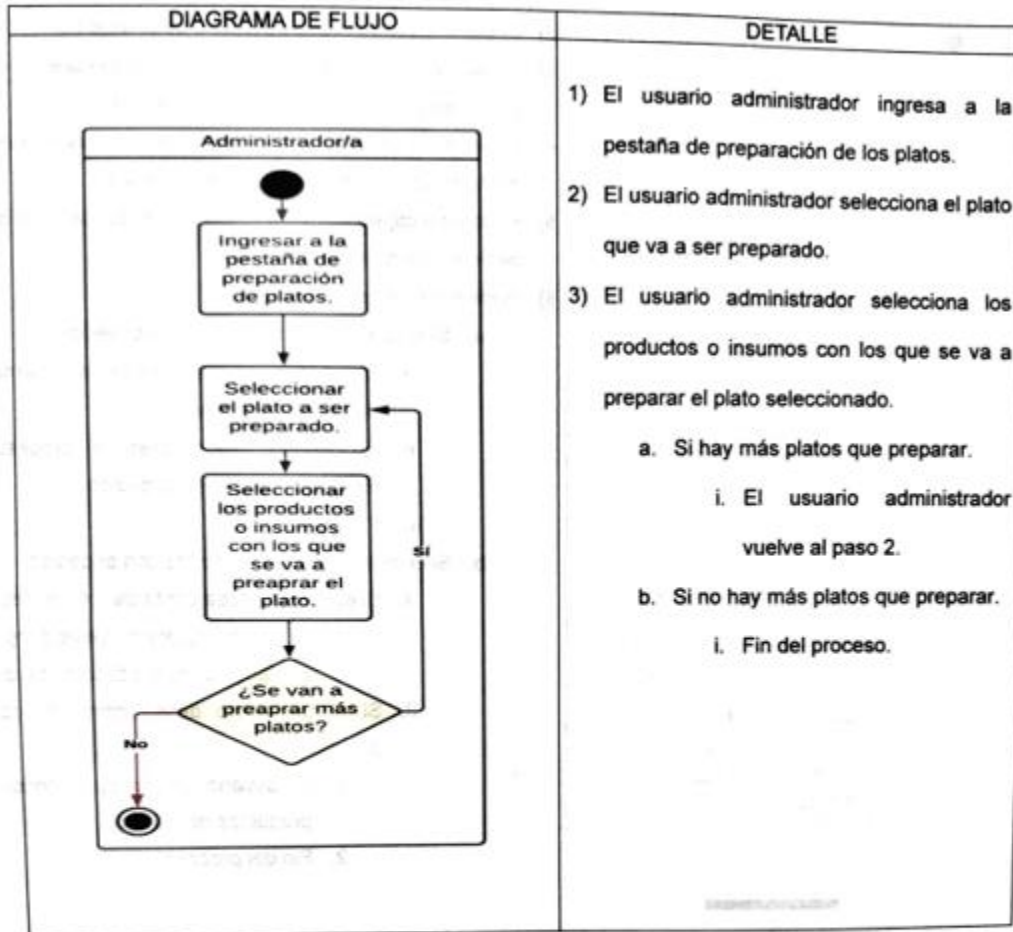 DIAGRAMA DE FLUJO
Administrador/a
Ingresar a la
pestaña de
preparación
de platos.
Seleccionar
el plato a ser
preparado.
Seleccionar
los productos
o insumos
con los que
se va a
preaprar el
plato.
Sí
¿Se van a
preaprar más
platos?
No
DETALLE
1) El usuario administrador ingresa a la
pestaña de preparación de los platos.
2) El usuario administrador selecciona el plato
que va a ser preparado.
3) El usuario administrador selecciona los
productos o insumos con los que se va a
preparar el plato seleccionado.
a. Si hay más platos que preparar.
i. El usuario administrador
vuelve al paso 2.
b. Si no hay más platos que preparar.
i. Fin del proceso.